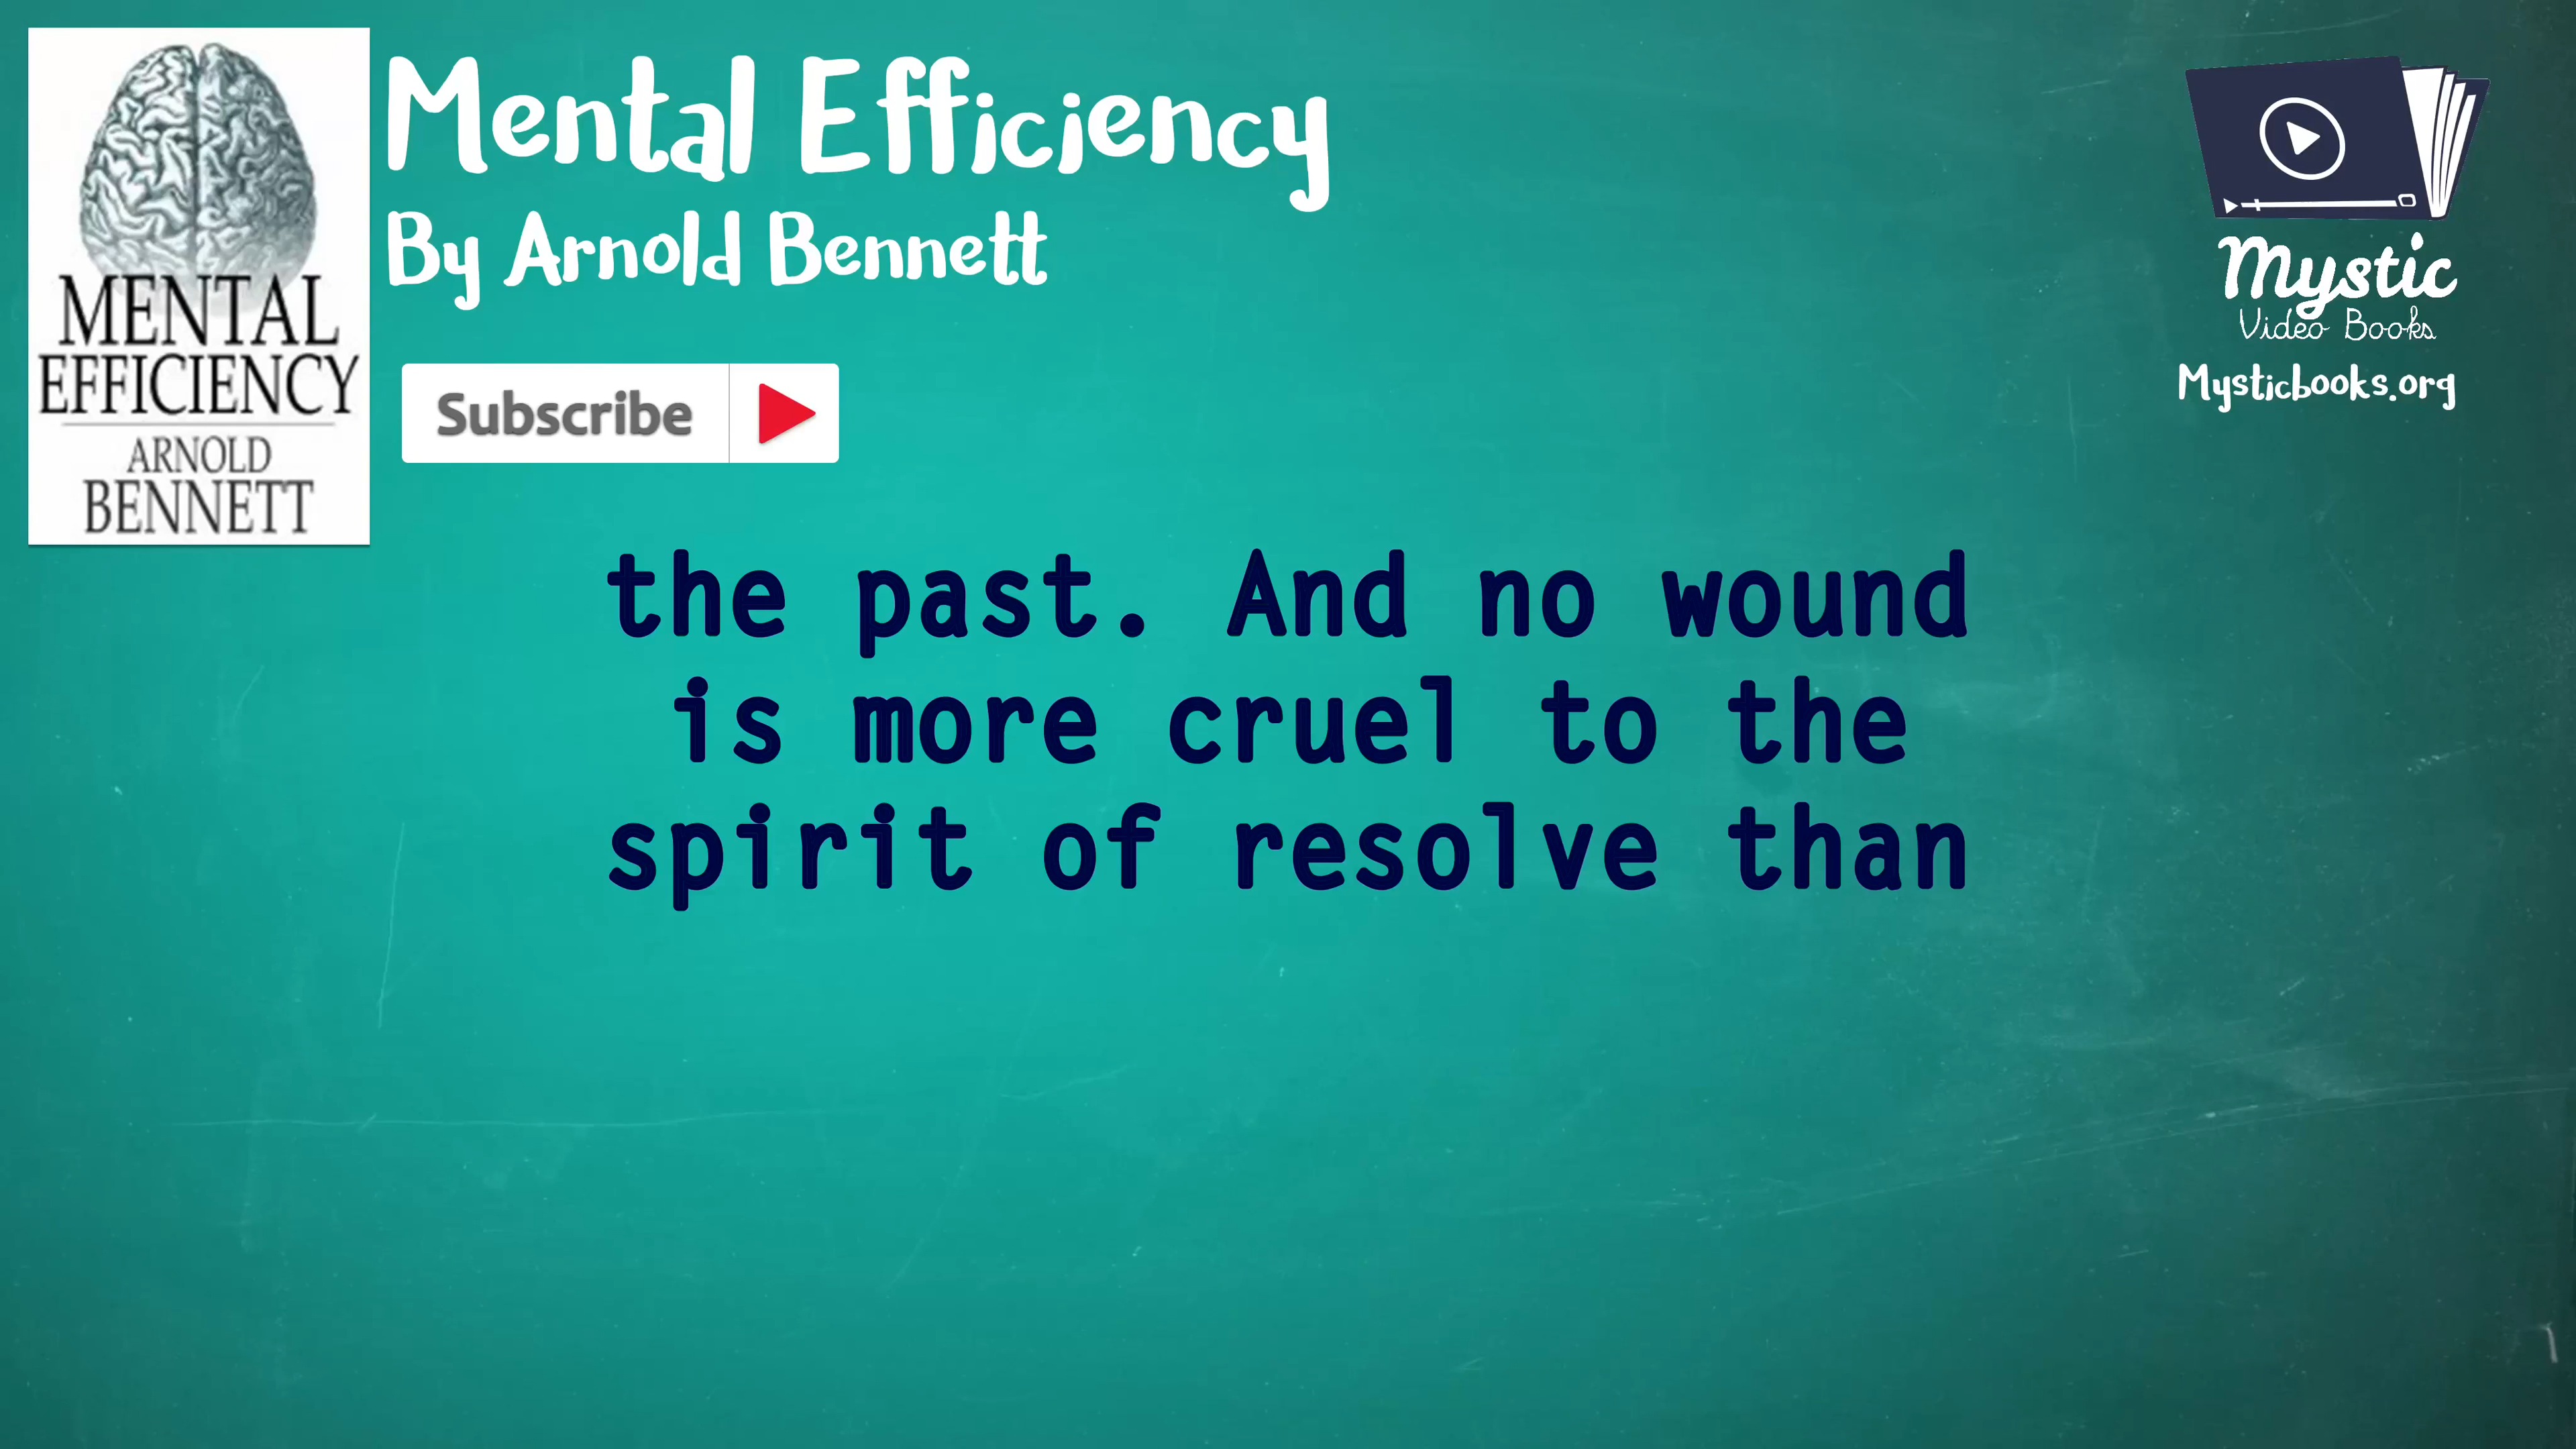 MENTAL
EFFICIENCY
ARNOLD
BENNETT
Mental Efficiency
By Arnold Bennett
Subscribe
Mystic
Video Books
Mysticbooks.org
the past. And no wound
is more cruel to the
spirit of resolve than